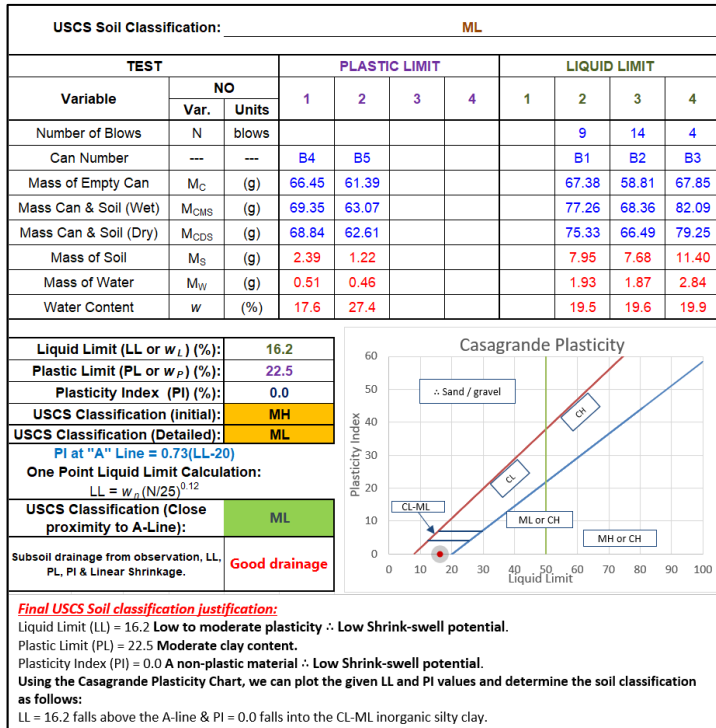 USCS Soil Classification: ML
TEST PLASTIC LIMIT LIQUID LIMIT
Variable NO 1 2 3 4 1 2 3 4
Var. Units
Number of Blows N blows 9 14 4
Can Number --- --- B4 B5 B1 B2 B3
Mass of Empty Can MC (g) 66.45 61.39 67.38 58.81 67.85
Mass Can & Soil (Wet) MCMS (g) 69.35 63.07 77.26 68.36 82.09
Mass Can & Soil (Dry) MCDS (g) 68.84 62.61 75.33 66.49 79.25
Mass of Soil MS (g) 2.39 1.22 7.95 7.68 11.40
Mass of Water MW (g) 0.51 0.46 1.93 1.87 2.84
Water Content w (%) 17.6 27.4 19.5 19.6 19.9
Liquid Limit (LL or wL) (%): 16.2
Plastic Limit (PL or wP) (%): 22.5
Plasticity Index (PI) (%): 0.0
USCS Classification (initial): MH
USCS Classification (Detailed): ML
PI at "A" Line = 0.73(LL-20)
One Point Liquid Limit Calculation:
LL = wn(N/25)0.12
USCS Classification (Close
proximity to A-Line): ML
Subsoil drainage from observation, LL,
PL, PI & Linear Shrinkage. Good drainage
Casagrande Plasticity
Plasticity Index
60
50
40
30
20
10
0
∴ Sand / gravel
CH
CL
CL-ML
ML or CH
MH or CH
0 10 20 30 40 50 60 70 80 90 100
Liquid Limit
Final USCS Soil classification justification:
Liquid Limit (LL) = 16.2 Low to moderate plasticity ∴ Low Shrink-swell potential.
Plastic Limit (PL) = 22.5 Moderate clay content.
Plasticity Index (PI) = 0.0 A non-plastic material ∴ Low Shrink-swell potential.
Using the Casagrande Plasticity Chart, we can plot the given LL and PI values and determine the soil classification
as follows:
LL = 16.2 falls above the A-line & PI = 0.0 falls into the CL-ML inorganic silty clay.